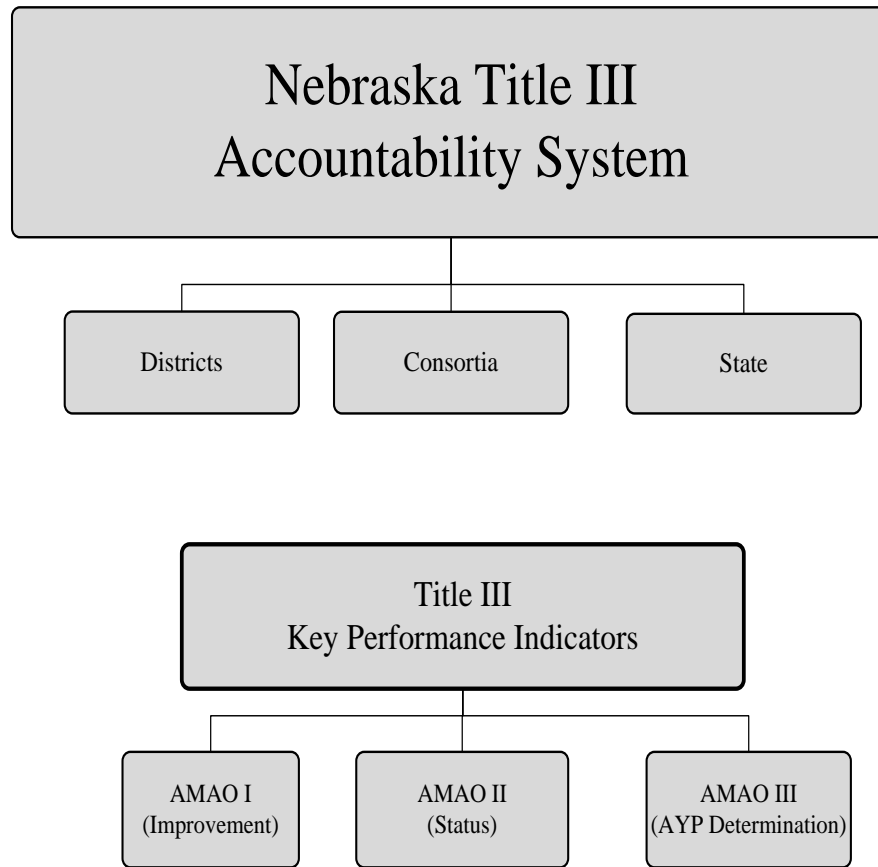 Nebraska Title III
Accountability System
Districts
Consortia
State
Title III
Key Performance Indicators
AMAO I
(Improvement)
AMAO II
(Status)
AMAO III
(AYP Determination)